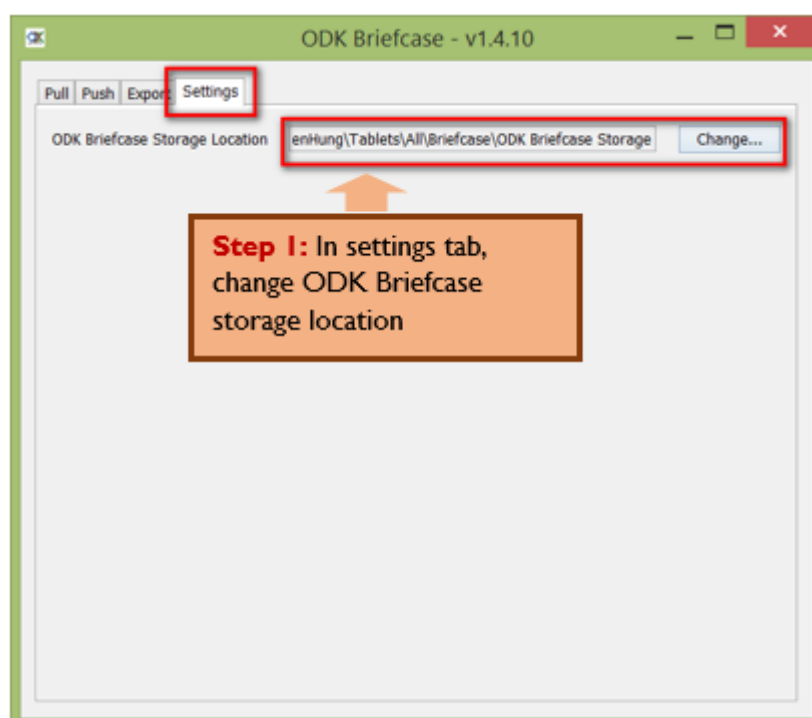 ODK Briefcase - v1.4.10
Pull Push Export Settings
ODK Briefcase Storage Location enHung\Tablets\All\Briefcase\ODK Briefcase Storage Change...
Step 1: In settings tab,
change ODK Briefcase
storage location